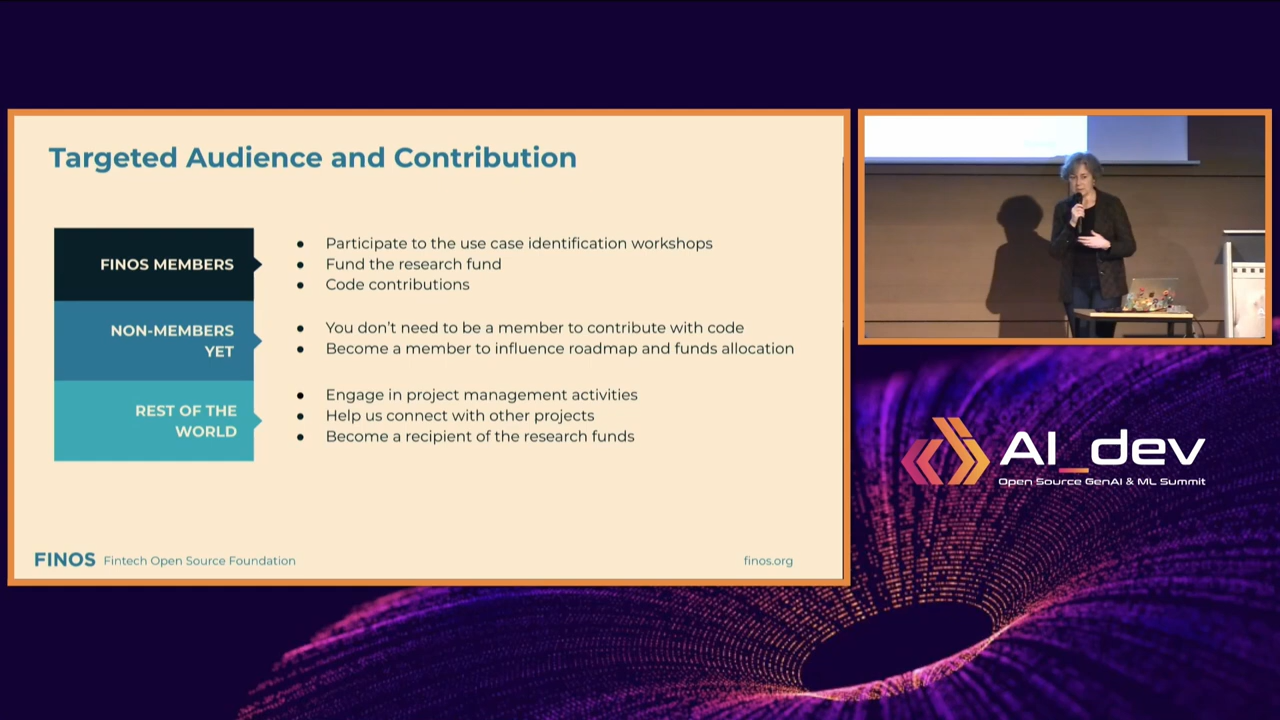 Targeted Audience and Contribution
FINOS MEMBERS
● Participate to the use case identification workshops
● Fund the research fund
● Code contributions
NON-MEMBERS
YET
● You don’t need to be a member to contribute with code
● Become a member to influence roadmap and funds allocation
REST OF THE
WORLD
● Engage in project management activities
● Help us connect with other projects
● Become a recipient of the research funds
FINOS Fintech Open Source Foundation
finos.org
AI_dev
Open Source GenAI & ML Summit